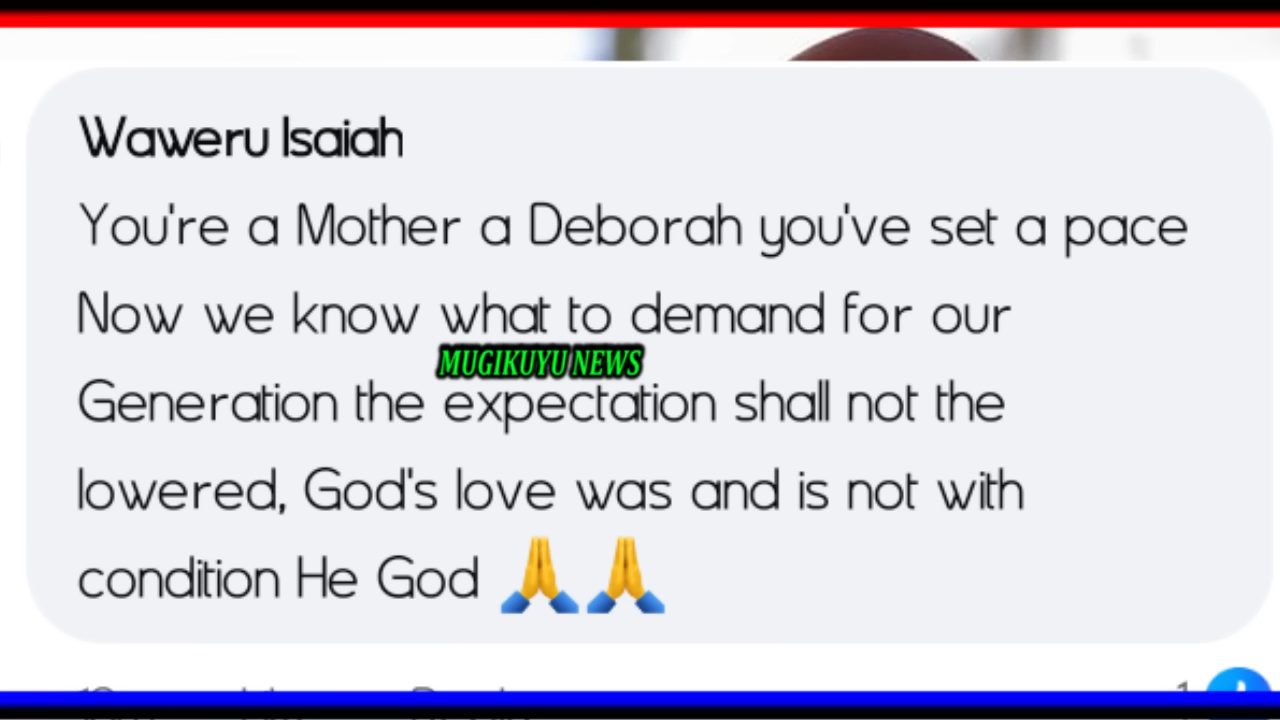 Waweru Isaiah
You're a Mother a Deborah you've set a pace
Now we know what to demand for our
MUGIKUYU NEWS
Generation the expectation shall not the
lowered, God's love was and is not with
condition He God 🙏🙏
1